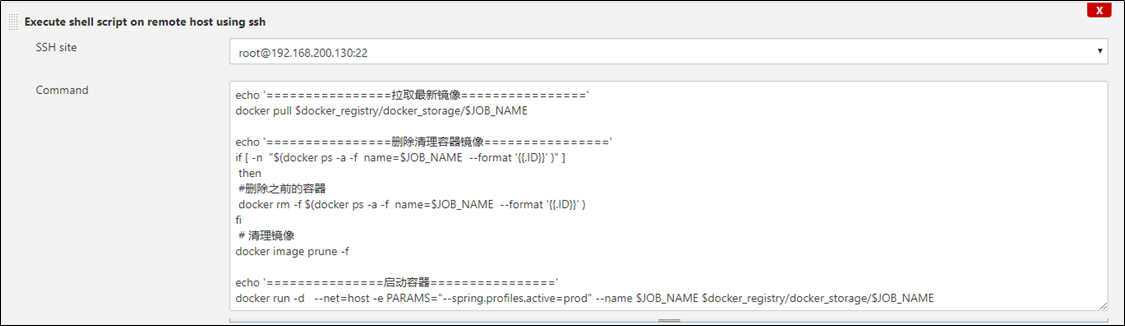 X
Execute shell script on remote host using ssh
SSH site
root@192.168.200.130:22
Command
echo '================拉取最新镜像================'
docker pull $docker_registry/docker_storage/$JOB_NAME
echo '================删除清理容器镜像================'
if [ -n  "$(docker ps -a -f  name=$JOB_NAME  --format '{{.ID}}' )" ]
then
#删除之前的容器
docker rm -f $(docker ps -a -f  name=$JOB_NAME  --format '{{.ID}}' )
fi
# 清理镜像
docker image prune -f
echo '===============启动容器================'
docker run -d   --net=host -e PARAMS="--spring.profiles.active=prod" --name $JOB_NAME $docker_registry/docker_storage/$JOB_NAME